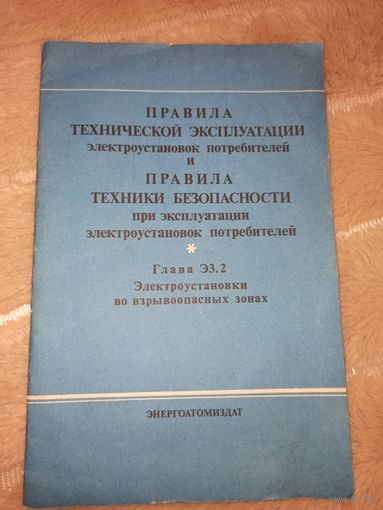 ПРАВИЛА
ТЕХНИЧЕСКОЙ ЭКСПЛУАТАЦИИ
электроустановок потребителей
и
ПРАВИЛА
ТЕХНИКИ БЕЗОПАСНОСТИ
при эксплуатации
электроустановок потребителей
*
Глава Э3.2
Электроустановки
во взрывоопасных зонах
ЭНЕРГОАТОМИЗДАТ